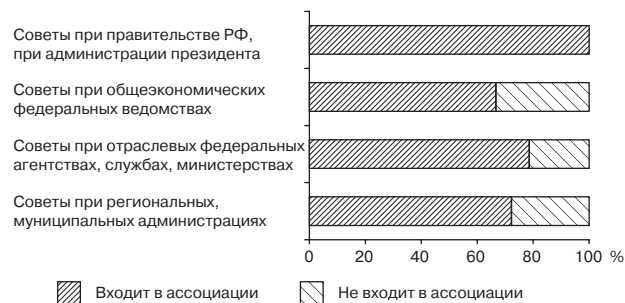 Советы при правительстве РФ,
при администрации президента
Советы при общеэкономических
федеральных ведомствах
Советы при отраслевых федеральных
агентствах, службах, министерствах
Советы при региональных,
муниципальных администрациях
0 20 40 60 80 100 %
Входит в ассоциации Не входит в ассоциации